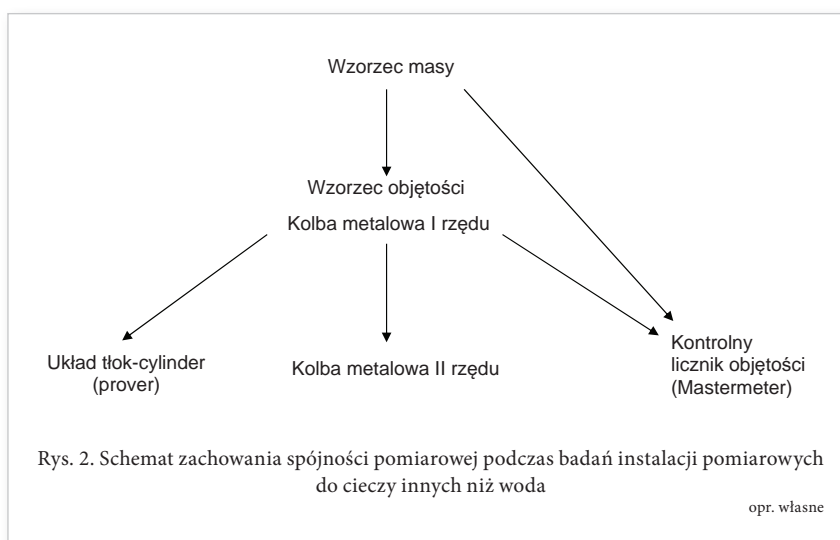 Wzorzec masy
Wzorzec objętości
Kolba metalowa I rzędu
Układ tłok-cylinder
(prover)
Kolba metalowa II rzędu
Kontrolny
licznik objętości
(Mastermeter)
Rys. 2. Schemat zachowania spójności pomiarowej podczas badań instalacji pomiarowych
do cieczy innych niż woda
opr. własne